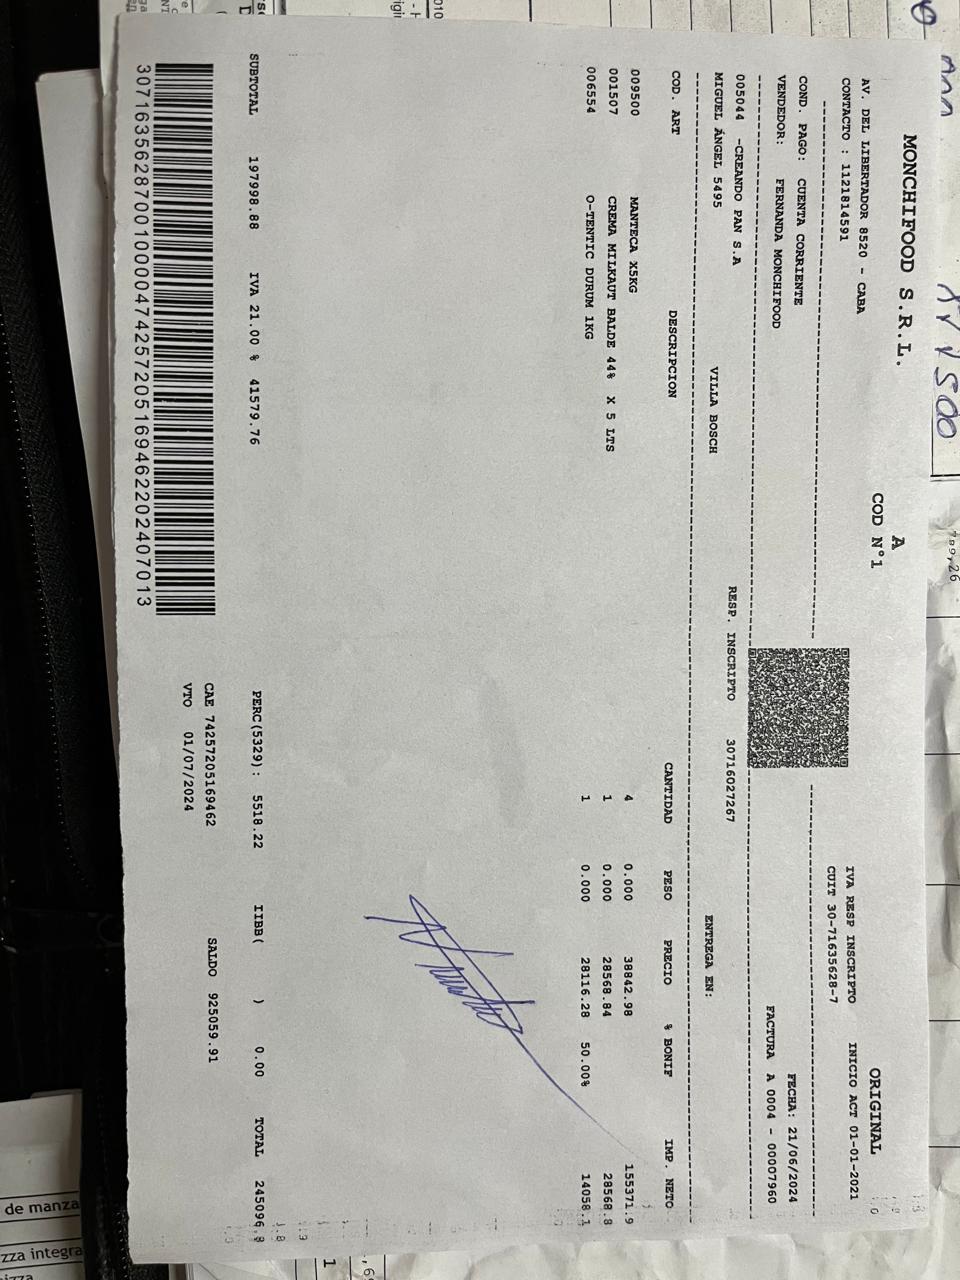 MONCHIFOOD S.R.L.
A
COD N°1
ORIGINAL
AV. DEL LIBERTADOR 8520 - CABA
CONTACTO : 1121814591
IVA RESP INSCRIPTO INICIO ACT 01-01-2021
CUIT 30-71635628-7
COND. PAGO: CUENTA CORRIENTE
VENDEDOR: FERNANDA MONCHIFOOD
FECHA: 21/06/2024
FACTURA A 0004 - 00007960
005044 -CREANDO PAN S.A RESP. INSCRIPTO 30716027267
MIGUEL ÁNGEL 5495 VILLA BOSCH ENTREGA EN:
COD. ART DESCRIPCION CANTIDAD PESO PRECIO % BONIF IMP. NETO
009500 MANTECA X5KG 4 0.000 38842.98 155371.9
001507 CREMA MILKAUT BALDE 44% X 5 LTS 1 0.000 28568.84 28568.8
006554 O-TENTIC DURUM 1KG 1 0.000 28116.28 50.00% 14058.1
SUBTOTAL 197998.88 IVA 21.00 % 41579.76 PERC(5329): 5518.22 IIBB( ) 0.00 TOTAL 245096.8
CAE 74257205169462 SALDO 925059.91
VTO 01/07/2024
307163562870010000474257205169462202407013
de manza
zza integra